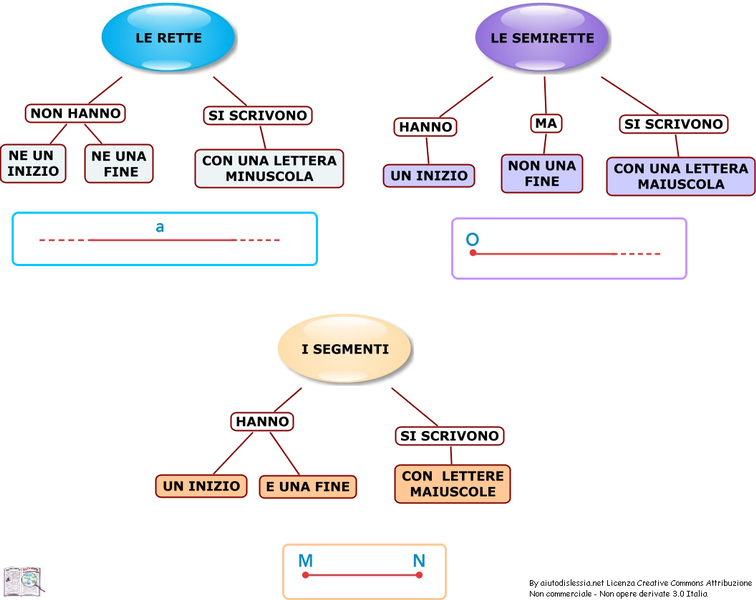 LE RETTE
NON HANNO
NE UN
INIZIO
NE UNA
FINE
SI SCRIVONO
CON UNA LETTERA
MINUSCOLA
a
LE SEMIRETTE
HANNO
UN INIZIO
MA
NON UNA
FINE
SI SCRIVONO
CON UNA LETTERA
MAIUSCOLA
O
I SEGMENTI
HANNO
UN INIZIO
E UNA FINE
SI SCRIVONO
CON LETTERE
MAIUSCOLE
M N
By aiutodislessia.net Licenza Creative Commons Attribuzione
Non commerciale - Non opere derivate 3.0 Italia